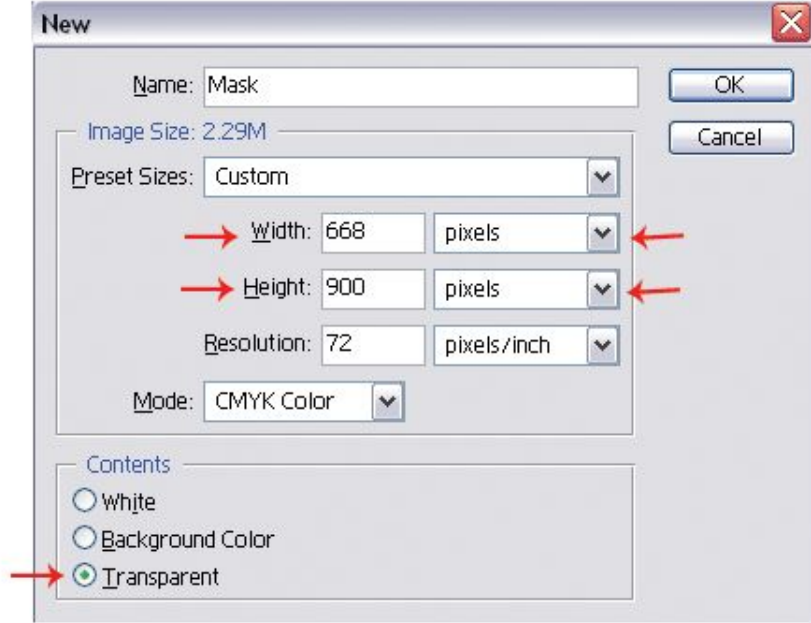 New
Name: Mask
OK
Image Size: 2.29M
Cancel
Preset Sizes: Custom
Width: 668 pixels
Height: 900 pixels
Resolution: 72 pixels/inch
Mode: CMYK Color
Contents
White
Background Color
Transparent